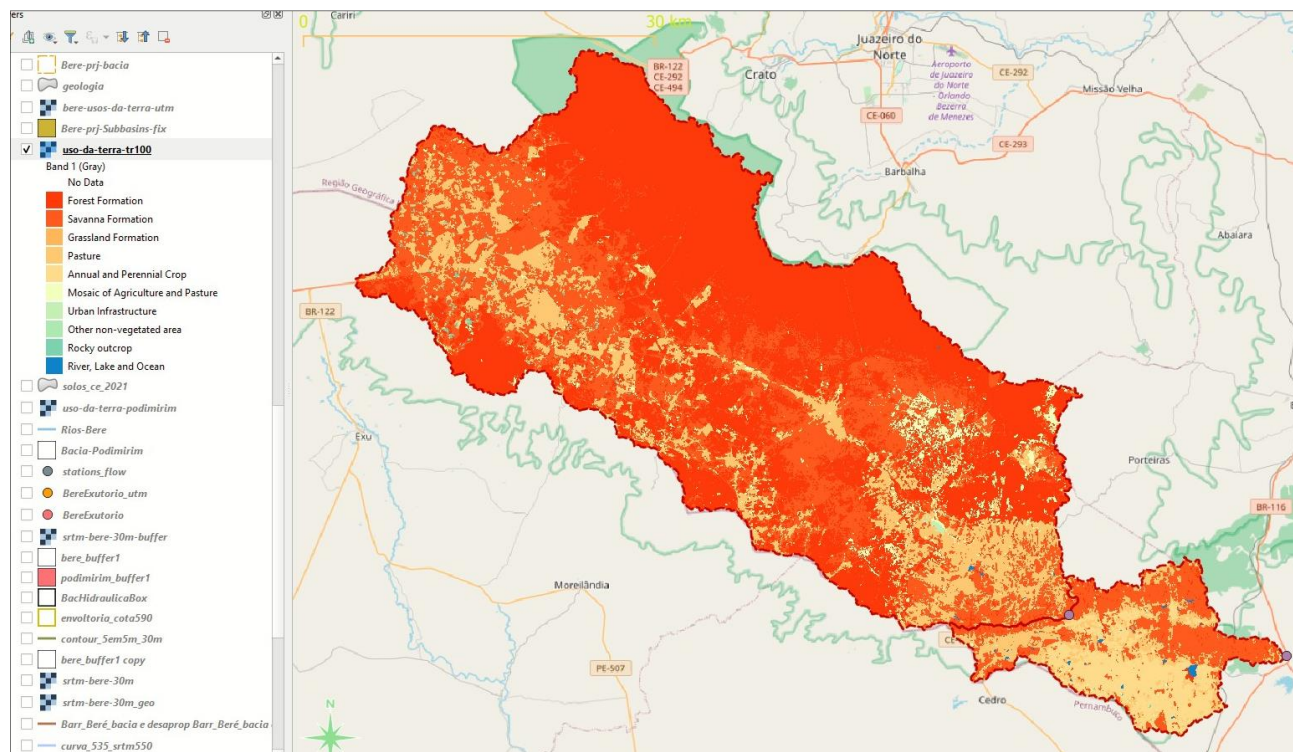 ers
Bere-prj-bacia
geologia
bere-usos-da-terra-utm
Bere-prj-Subbasins-fix
uso-da-terra-tr100
Band 1 (Gray)
No Data
Forest Formation
Savanna Formation
Grassland Formation
Pasture
Annual and Perennial Crop
Mosaic of Agriculture and Pasture
Urban Infrastructure
Other non-vegetated area
Rocky outcrop
River, Lake and Ocean
solos_ce_2021
uso-da-terra-podimirim
Rios-Bere
Bacia-Podimirim
stations_flow
BereExutorio_utm
BereExutorio
srtm-bere-30m-buffer
bere_buffer1
podimirim_buffer1
BacHidraulicaBox
envoltoria_cota590
contour_5em5m_30m
bere_buffer1 copy
srtm-bere-30m
srtm-bere-30m_geo
Barr_Beré_bacia e desaprop Barr_Beré_bacia
curva_535_srtm550
0
30 km
Cariri
Juazeiro do
Norte
BR-122
CE-292
CE-494
Crato
Aeroporto
de Juazeiro
do Norte
- Orlando
Bezerra
de Menezes
CE-292
Missão Velha
CE-060
CE-293
Barbalha
Região Geográfica
Abaiara
BR-122
Exu
Porteiras
BR-116
Moreilândia
CE
PE-507
Cedro
Pernambuco
N